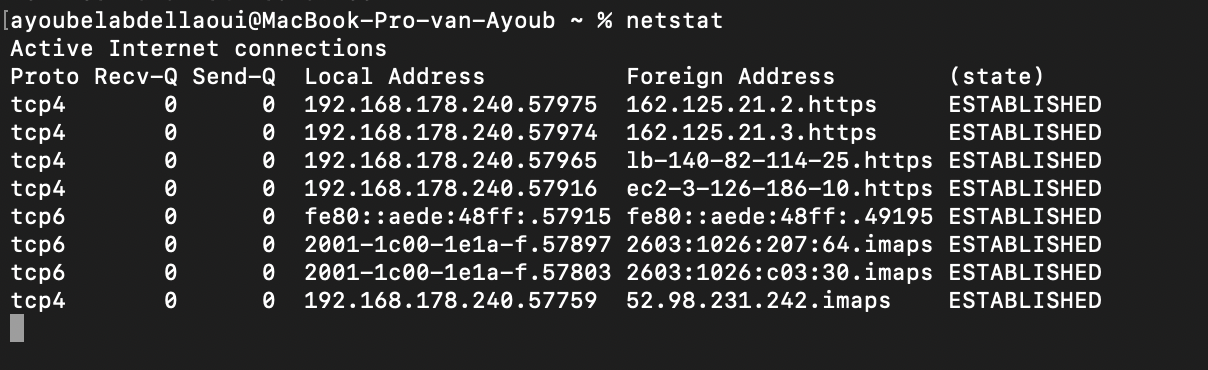 [ayoubelabdellaoui@MacBook-Pro-van-Ayoub ~ % netstat
Active Internet connections
Proto Recv-Q Send-Q  Local Address          Foreign Address        (state)
tcp4       0      0  192.168.178.240.57975  162.125.21.2.https     ESTABLISHED
tcp4       0      0  192.168.178.240.57974  162.125.21.3.https     ESTABLISHED
tcp4       0      0  192.168.178.240.57965  lb-140-82-114-25.https ESTABLISHED
tcp4       0      0  192.168.178.240.57916  ec2-3-126-186-10.https ESTABLISHED
tcp6       0      0  fe80::aede:48ff:.57915 fe80::aede:48ff:.49195 ESTABLISHED
tcp6       0      0  2001-1c00-1e1a-f.57897 2603:1026:207:64.imaps ESTABLISHED
tcp6       0      0  2001-1c00-1e1a-f.57803 2603:1026:c03:30.imaps ESTABLISHED
tcp4       0      0  192.168.178.240.57759  52.98.231.242.imaps    ESTABLISHED